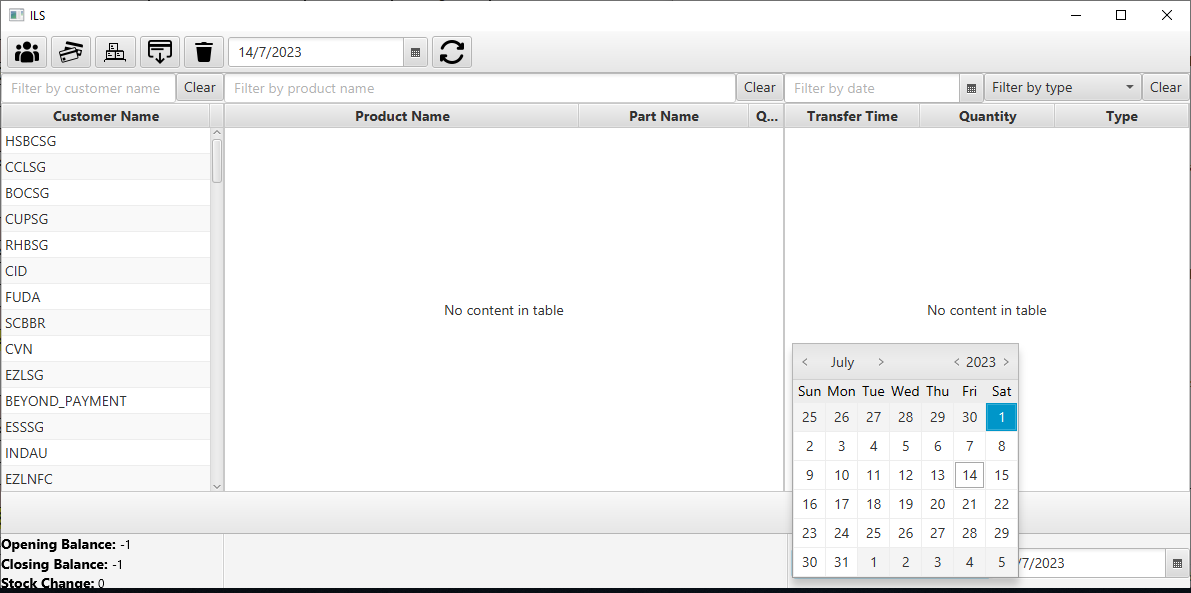 ILS
14/7/2023
Filter by customer name Clear Filter by product name Clear Filter by date Filter by type Clear
Customer Name Product Name Part Name Q... Transfer Time Quantity Type
HSBCSG
CCLSG
BOCSG
CUPSG
RHBSG
CID
FUDA
No content in table No content in table
SCBBR
CVN
EZLSG
BEYOND_PAYMENT
ESSSG
INDAU
EZLNFC
< July > < 2023 >
Sun Mon Tue Wed Thu Fri Sat
25 26 27 28 29 30 1
2 3 4 5 6 7 8
9 10 11 12 13 14 15
16 17 18 19 20 21 22
23 24 25 26 27 28 29
30 31 1 2 3 4 5
Opening Balance: -1
Closing Balance: -1
Stock Change: 0
/7/2023